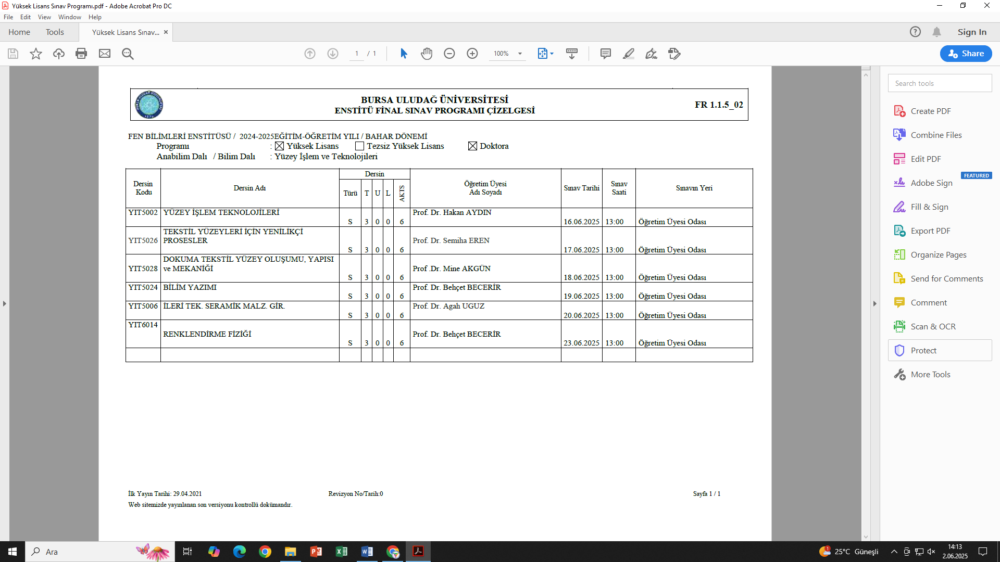 Yüksek Lisans Sınav Programı.pdf - Adobe Acrobat Pro DC
File Edit View Window Help
Home Tools Yüksek Lisans Sınav... × Sign In
1 / 1 100% Share
BURSA ULUDAĞ ÜNİVERSİTESİ
ENSTİTÜ FİNAL SINAV PROGRAMI ÇİZELGESİ
FR 1.1.5_02
FEN BİLİMLERİ ENSTİTÜSÜ / 2024-2025EĞİTİM-ÖĞRETİM YILI / BAHAR DÖNEMİ
Programı : ☒ Yüksek Lisans ☐ Tezsiz Yüksek Lisans ☒ Doktora
Anabilim Dalı / Bilim Dalı : Yüzey İşlem ve Teknolojileri
Dersin Kodu Dersin Adı Dersin Türü T U L AKTS Öğretim Üyesi Adı Soyadı Sınav Tarihi Sınav Saati Sınavın Yeri
YIT5002 YÜZEY İŞLEM TEKNOLOJİLERİ S 3 0 0 6 Prof. Dr. Hakan AYDIN 16.06.2025 13:00 Öğretim Üyesi Odası
YIT5026 TEKSTİL YÜZEYLERİ İÇİN YENİLİKÇİ PROSESLER S 3 0 0 6 Prof. Dr. Semiha EREN 17.06.2025 13:00 Öğretim Üyesi Odası
YIT5028 DOKUMA TEKSTİL YÜZEY OLUŞUMU, YAPISI ve MEKANİĞİ S 3 0 0 6 Prof .Dr. Mine AKGÜN 18.06.2025 13:00 Öğretim Üyesi Odası
YIT5024 BİLİM YAZIMI S 3 0 0 6 Prof. Dr. Behçet BECERİR 19.06.2025 13:00 Öğretim Üyesi Odası
YIT5006 İLERİ TEK. SERAMİK MALZ. GİR. S 3 0 0 6 Prof. Dr. Agah UGUZ 20.06.2025 13:00 Öğretim Üyesi Odası
YIT6014 RENKLENDİRME FİZİĞİ S 3 0 0 6 Prof. Dr. Behçet BECERİR 23.06.2025 13:00 Öğretim Üyesi Odası
İlk Yayın Tarihi: 29.04.2021 Revizyon No/Tarih:0 Sayfa 1 / 1
Web sitemizde yayınlanan son versiyonu kontrollü dokümandır.
Search tools
Create PDF
Combine Files
Edit PDF
FEATURED
Adobe Sign
Fill & Sign
Export PDF
Organize Pages
Send for Comments
Comment
Scan & OCR
Protect
More Tools
Ara
25°C Güneşli
14:13
2.06.2025